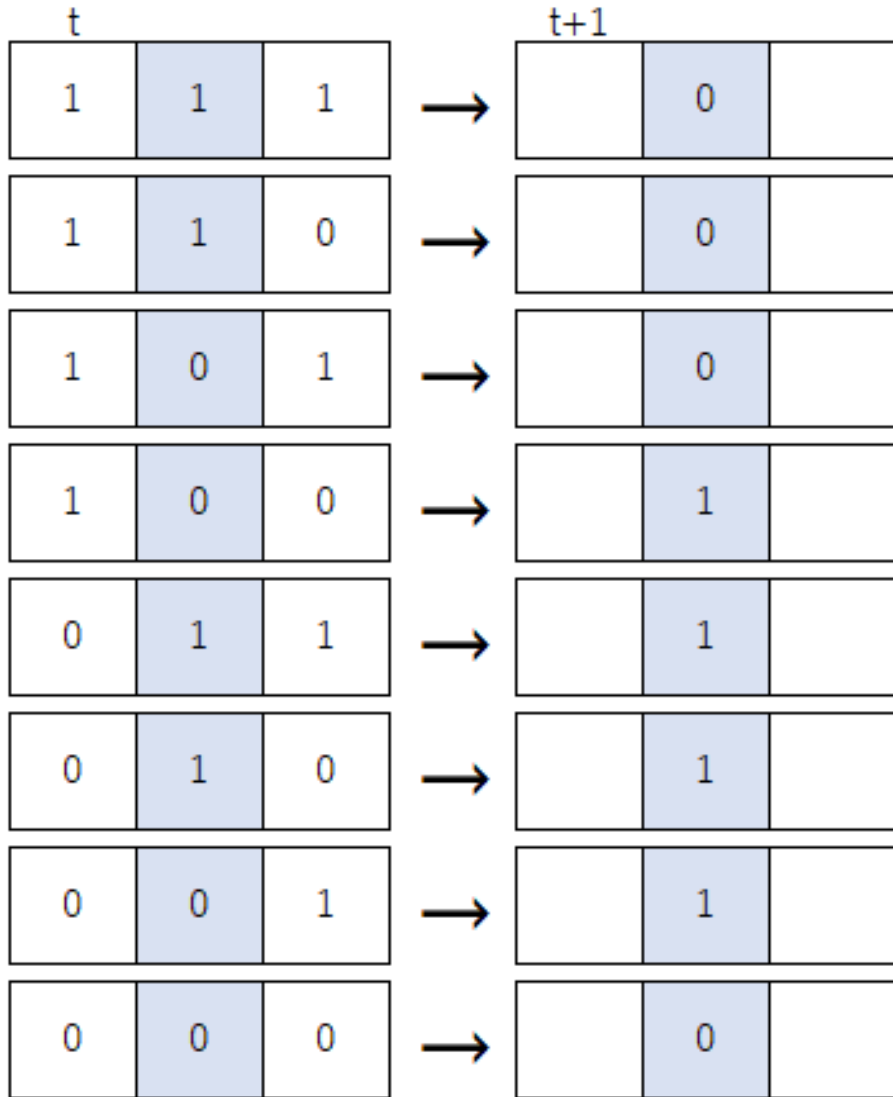 t t+1
1 1 1 → 0
1 1 0 → 0
1 0 1 → 0
1 0 0 → 1
0 1 1 → 1
0 1 0 → 1
0 0 1 → 1
0 0 0 → 0